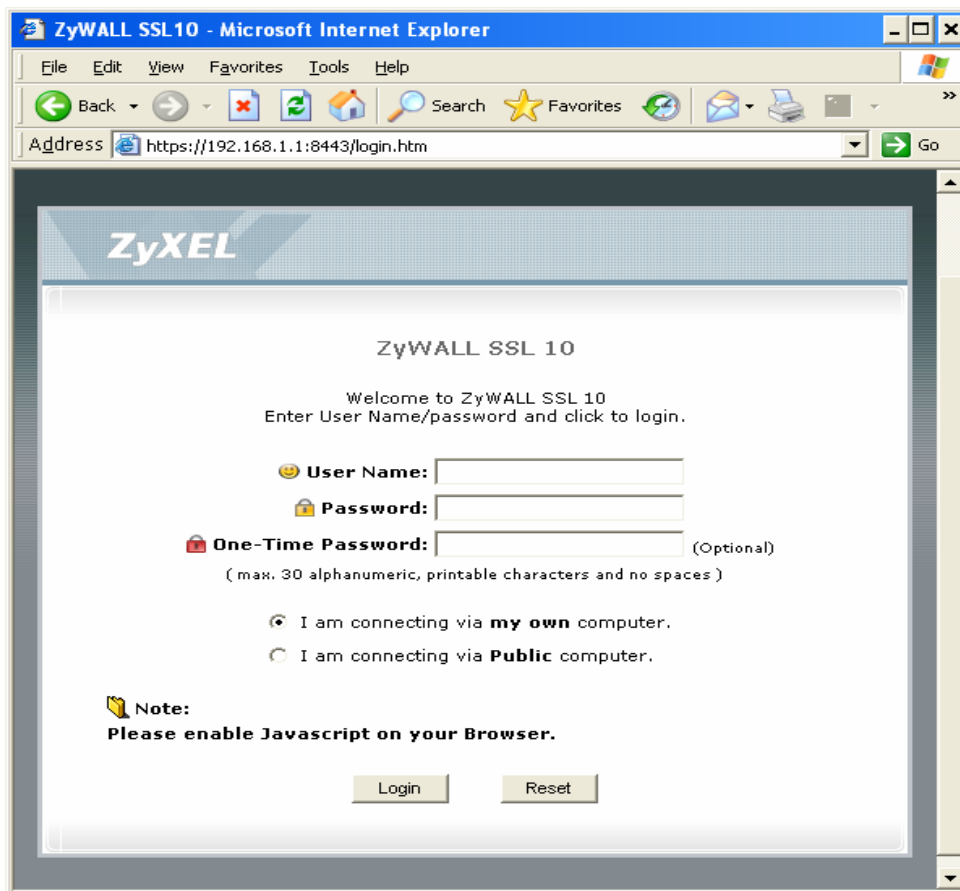 ZyWALL SSL10 - Microsoft Internet Explorer
File Edit View Favorites Tools Help
Back Search Favorites »
Address https://192.168.1.1:8443/login.htm Go
ZyXEL
ZyWALL SSL 10
Welcome to ZyWALL SSL 10
Enter User Name/password and click to login.
User Name:
Password:
One-Time Password: (Optional)
( max. 30 alphanumeric, printable characters and no spaces )
I am connecting via my own computer.
I am connecting via Public computer.
Note:
Please enable Javascript on your Browser.
Login Reset